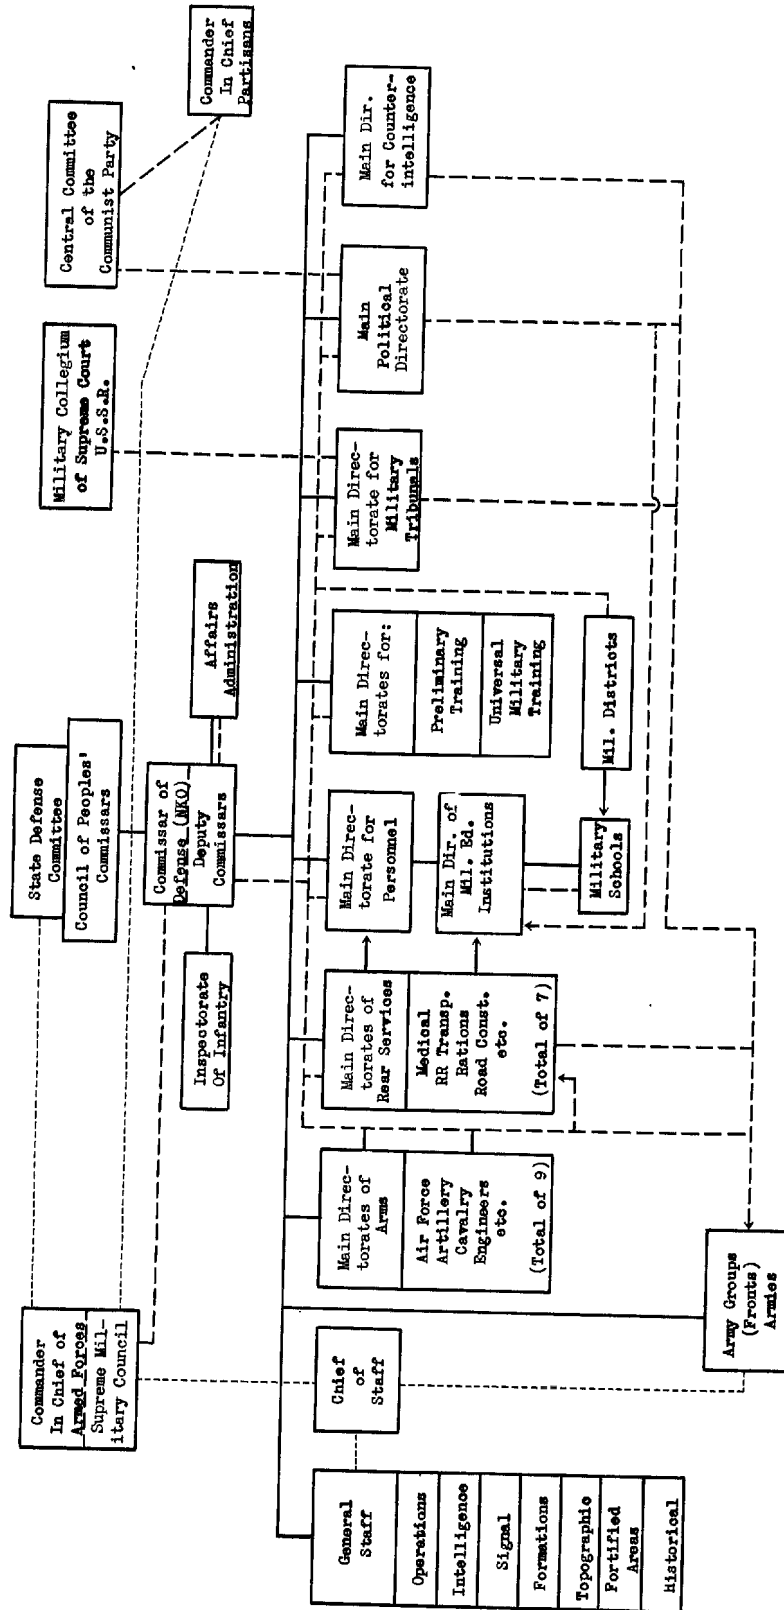 Commander
In Chief of
Armed Forces
Supreme Mil-
itary Council
State Defense
Committee
Council of Peoples'
Commissars
Military Collegium
of Supreme Court
U.S.S.R.
Central Committee
of the
Communist Party
Commander
In Chief
Partisans
Inspectorate
Of Infantry
Commissar of
Defense (NKO)
Deputy
Commissars
Affairs
Administration
General
Staff
Operations
Intelligence
Signal
Formations
Topographic
Fortified
Areas
Historical
Chief
of
Staff
Main Direc-
torates of
Arms
Air Force
Artillery
Cavalry
Engineers
etc.
(Total of 9)
Main Direc-
torates of
Rear Services
Medical
RR Transp.
Rations
Road Const.
etc.
(Total of 7)
Main Direc-
torate for
Personnel
Main Dir. of
Mil. Ed.
Institutions
Main Direc-
torates for:
Preliminary
Training
Universal
Military
Training
Main Direc-
torate for
Military
Tribunals
Main
Political
Directorate
Main Dir.
for Counter-
intelligence
Military
Schools
Mil. Districts
Army Groups
(Fronts)
Armies